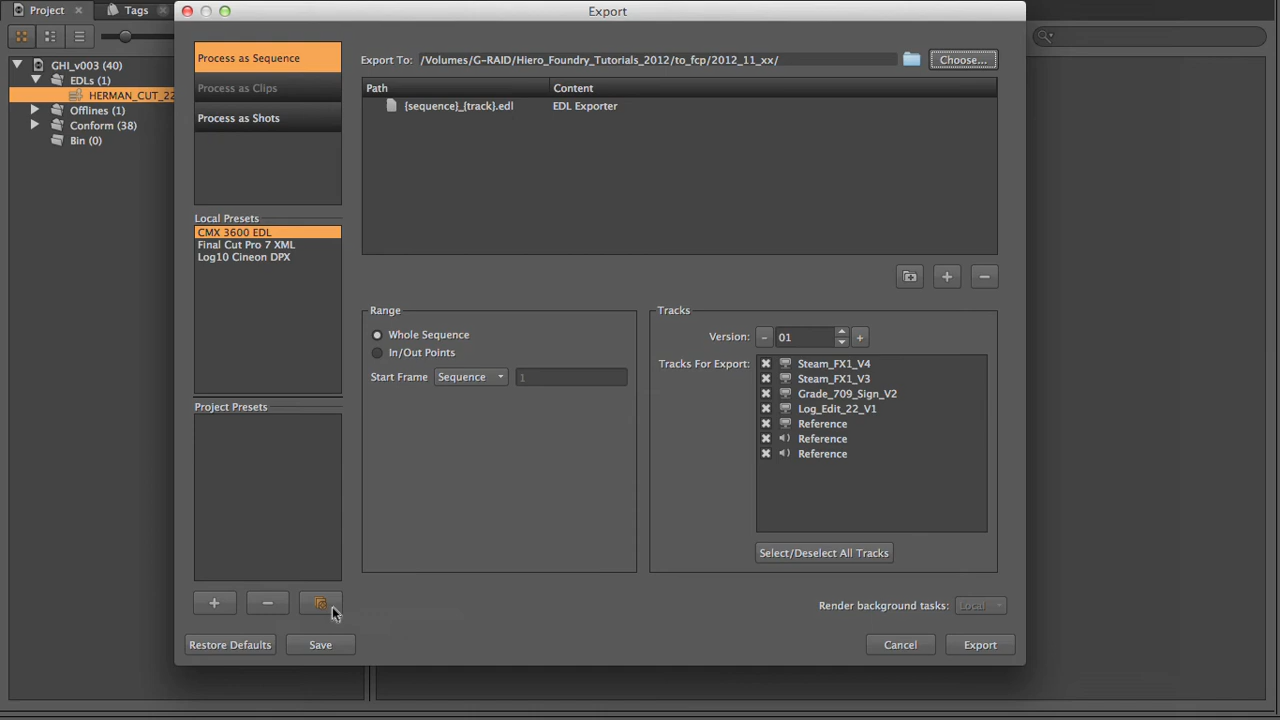 Project
Tags
Export
GHI_v003 (40)
EDLs (1)
HERMAN_CUT_22
Offlines (1)
Conform (38)
Bin (0)
Process as Sequence
Process as Clips
Process as Shots
Local Presets
CMX 3600 EDL
Final Cut Pro 7 XML
Log10 Cineon DPX
Project Presets
Restore Defaults
Save
Export To: /Volumes/G-RAID/Hiero_Foundry_Tutorials_2012/to_fcp/2012_11_xx/ Choose...
Path Content
{sequence}_{track}.edl EDL Exporter
Range
Whole Sequence
In/Out Points
Start Frame Sequence 1
Tracks
Version: - 01 +
Tracks For Export:
Steam_FX1_V4
Steam_FX1_V3
Grade_709_Sign_V2
Log_Edit_22_V1
Reference
Reference
Reference
Select/Deselect All Tracks
Render background tasks: Local
Cancel
Export